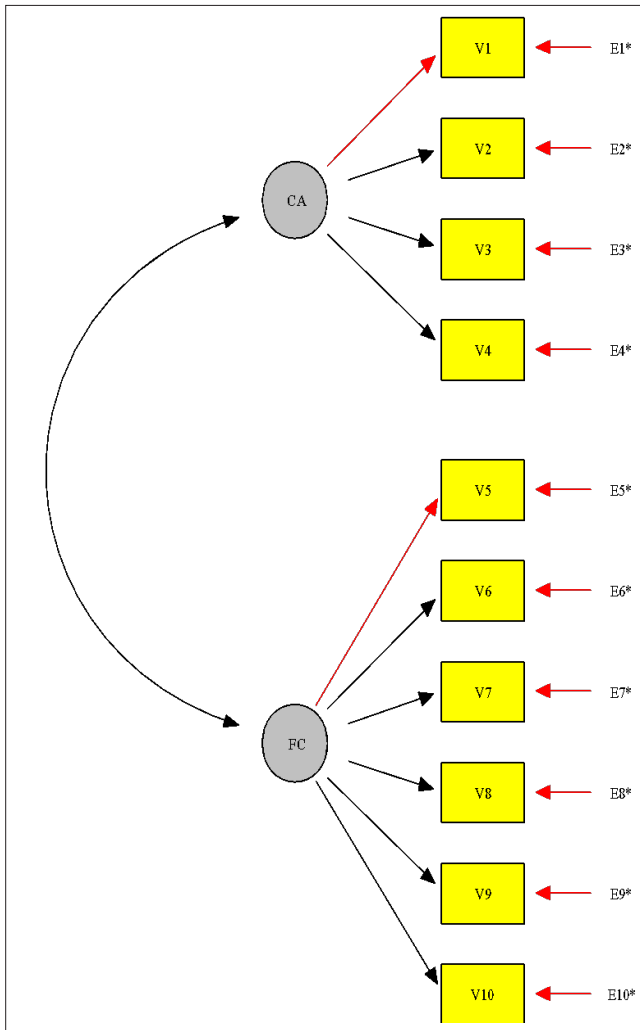 V1 E1*
V2 E2*
CA
V3 E3*
V4 E4*
V5 E5*
V6 E6*
V7 E7*
FC
V8 E8*
V9 E9*
V10 E10*